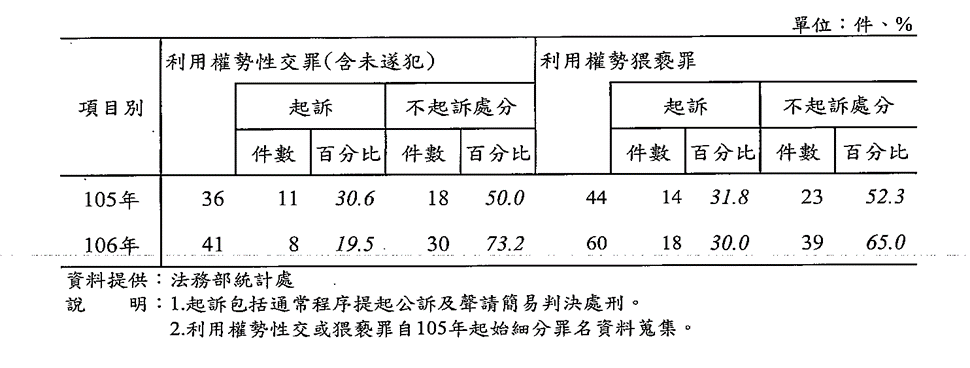 單位：件、%
項目別 利用權勢性交罪(含未遂犯) 利用權勢猥褻罪
起訴 不起訴處分 起訴 不起訴處分
件數 百分比 件數 百分比 件數 百分比 件數 百分比
105年 36 11 30.6 18 50.0 44 14 31.8 23 52.3
106年 41 8 19.5 30 73.2 60 18 30.0 39 65.0
資料提供：法務部統計處
說 明：1.起訴包括通常程序提起公訴及聲請簡易判決處刑。
2.利用權勢性交或猥褻罪自105年起始細分罪名資料蒐集。